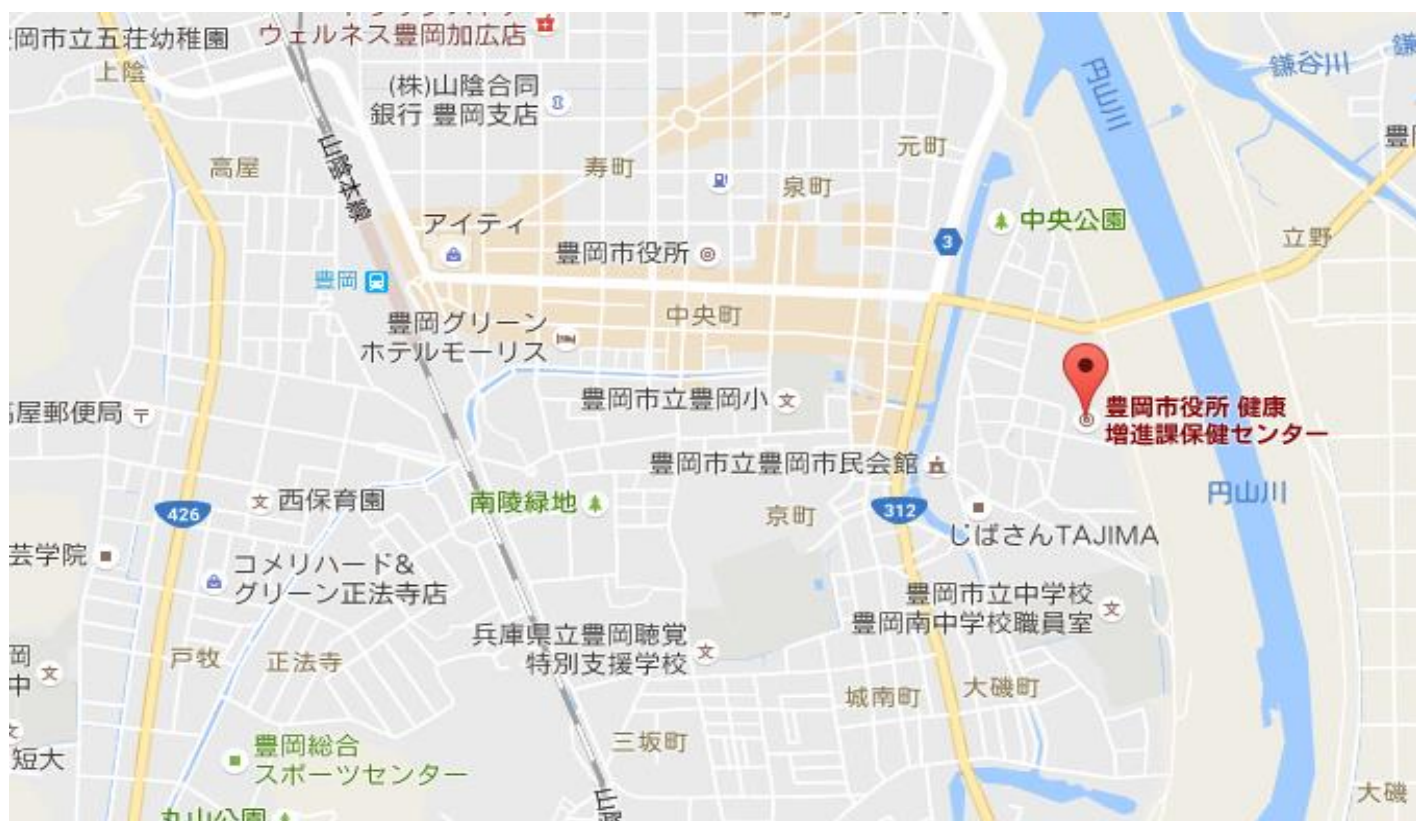 岡市立五荘幼稚園
ウェルネス豊岡加広店
上陰
(株)山陰合同
銀行 豊岡支店
円山川
鎌谷川
鎌
豊
高屋
山陰本線
寿町
元町
泉町
アイティ
中央公園
3
立野
豊岡市役所
豊岡
中央町
豊岡グリーン
ホテルモーリス
豊岡市立豊岡小
屋郵便局
豊岡市役所 健康
増進課保健センター
豊岡市立豊岡市民会館
円山川
西保育園
南陵緑地
426
京町
312
じばさんTAJIMA
芸学院
コメリハード&
グリーン正法寺店
豊岡市立中学校
豊岡南中学校職員室
兵庫県立豊岡聴覚
特別支援学校
岡
中
戸牧
正法寺
城南町
大磯町
三坂町
豊岡総合
スポーツセンター
短大
大磯
丸山公園
山陰